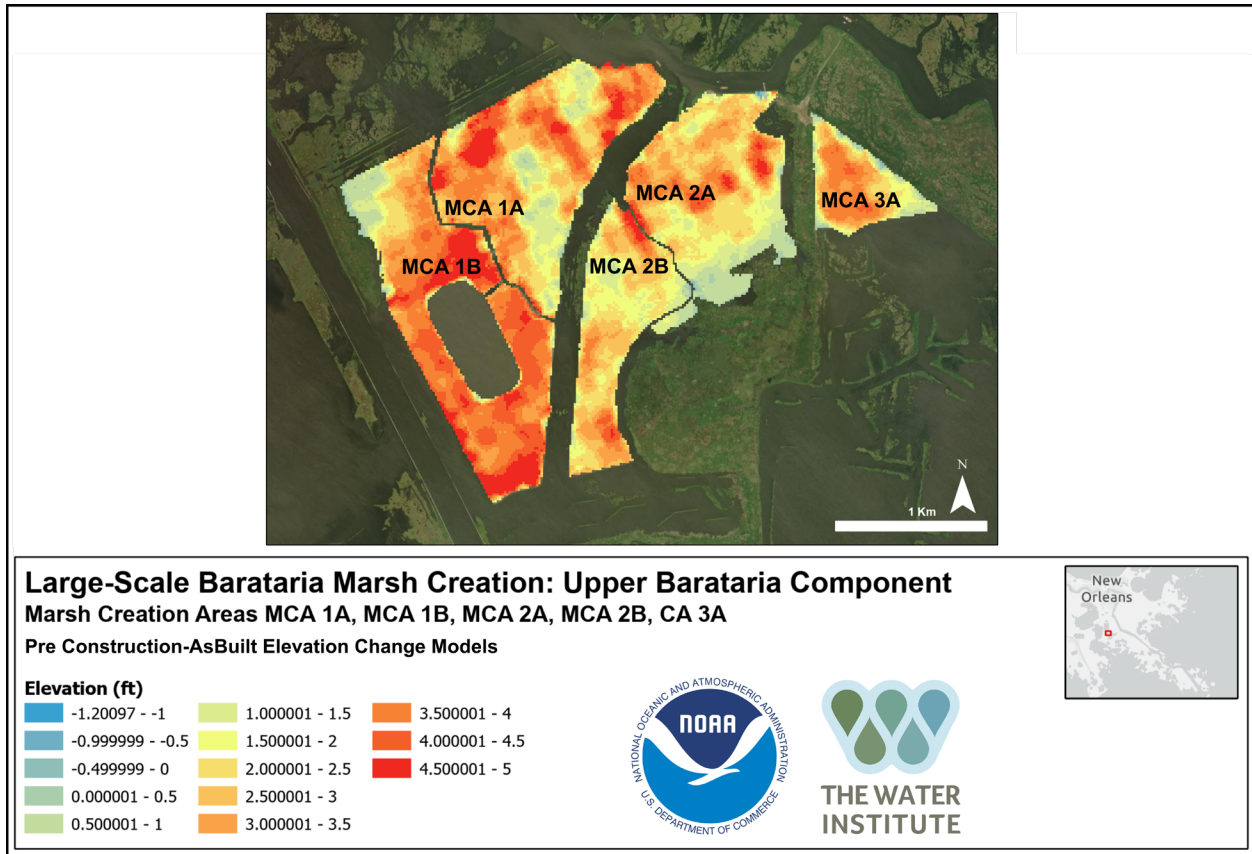 MCA 1A
MCA 2A
MCA 3A
MCA 1B
MCA 2B
N
1 Km
Large-Scale Barataria Marsh Creation: Upper Barataria Component
Marsh Creation Areas MCA 1A, MCA 1B, MCA 2A, MCA 2B, CA 3A
Pre Construction-AsBuilt Elevation Change Models
Elevation (ft)
-1.20097 - -1
-0.999999 - -0.5
-0.499999 - 0
0.000001 - 0.5
0.500001 - 1
1.000001 - 1.5
1.500001 - 2
2.000001 - 2.5
2.500001 - 3
3.000001 - 3.5
3.500001 - 4
4.000001 - 4.5
4.500001 - 5
NATIONAL OCEANIC AND ATMOSPHERIC ADMINISTRATION
NOAA
U.S. DEPARTMENT OF COMMERCE
THE WATER
INSTITUTE
New
Orleans